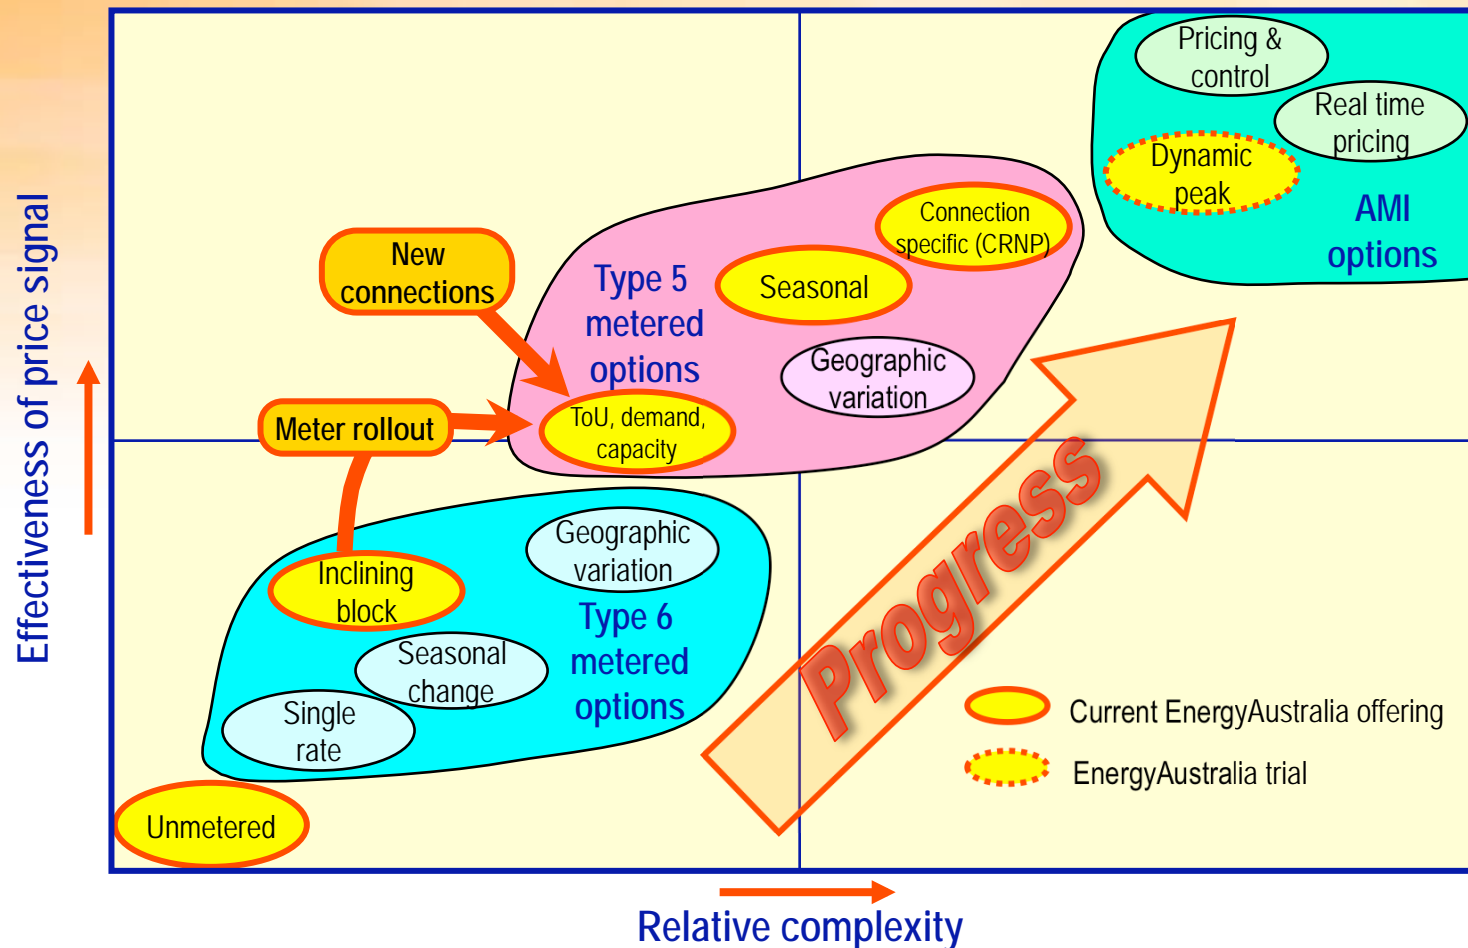 Effectiveness of price signal
Pricing &
control
Real time
pricing
Dynamic
peak
AMI
options
Connection
specific (CRNP)
Seasonal
Type 5
metered
options
Geographic
variation
ToU, demand,
capacity
New
connections
Meter rollout
Geographic
variation
Inclining
block
Type 6
metered
options
Seasonal
change
Single
rate
Unmetered
Progress
Current EnergyAustralia offering
EnergyAustralia trial
Relative complexity